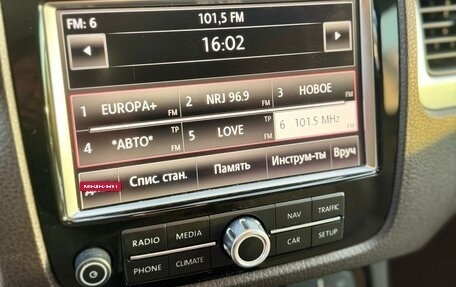 FM: 6 101,5 FM
16:02
1 EUROPA+ FM 2 NRJ 96.9 FM 3 НОВОЕ FM
4 *АВТО* TP FM 5 LOVE TP FM 6 101.5 MHz FM
Спис. стан. Память Инструм-ты Вруч
RADIO MEDIA NAV TRAFFIC
PHONE CLIMATE CAR SETUP